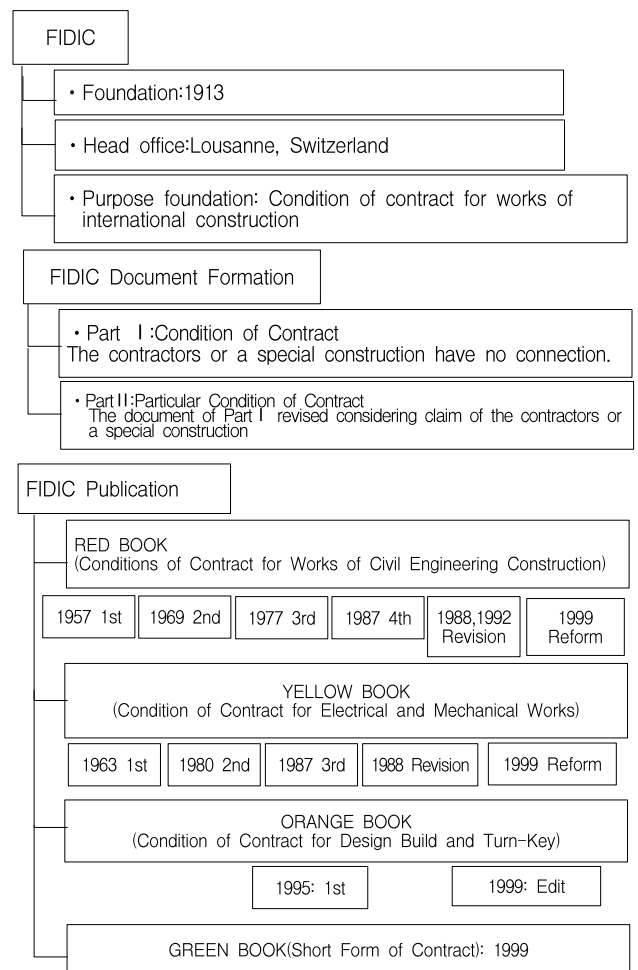 FIDIC
・Foundation:1913
・Head office:Lousanne, Switzerland
・Purpose foundation: Condition of contract for works of
international construction
FIDIC Document Formation
・Part Ⅰ:Condition of Contract
The contractors or a special construction have no connection.
・PartⅡ:Particular Condition of Contract
The document of PartⅠ revised considering claim of the contractors or
a special construction
FIDIC Publication
RED BOOK
(Conditions of Contract for Works of Civil Engineering Construction)
1957 1st
1969 2nd
1977 3rd
1987 4th
1988,1992
Revision
1999
Reform
YELLOW BOOK
(Condition of Contract for Electrical and Mechanical Works)
1963 1st
1980 2nd
1987 3rd
1988 Revision
1999 Reform
ORANGE BOOK
(Condition of Contract for Design Build and Turn-Key)
1995: 1st
1999: Edit
GREEN BOOK(Short Form of Contract): 1999